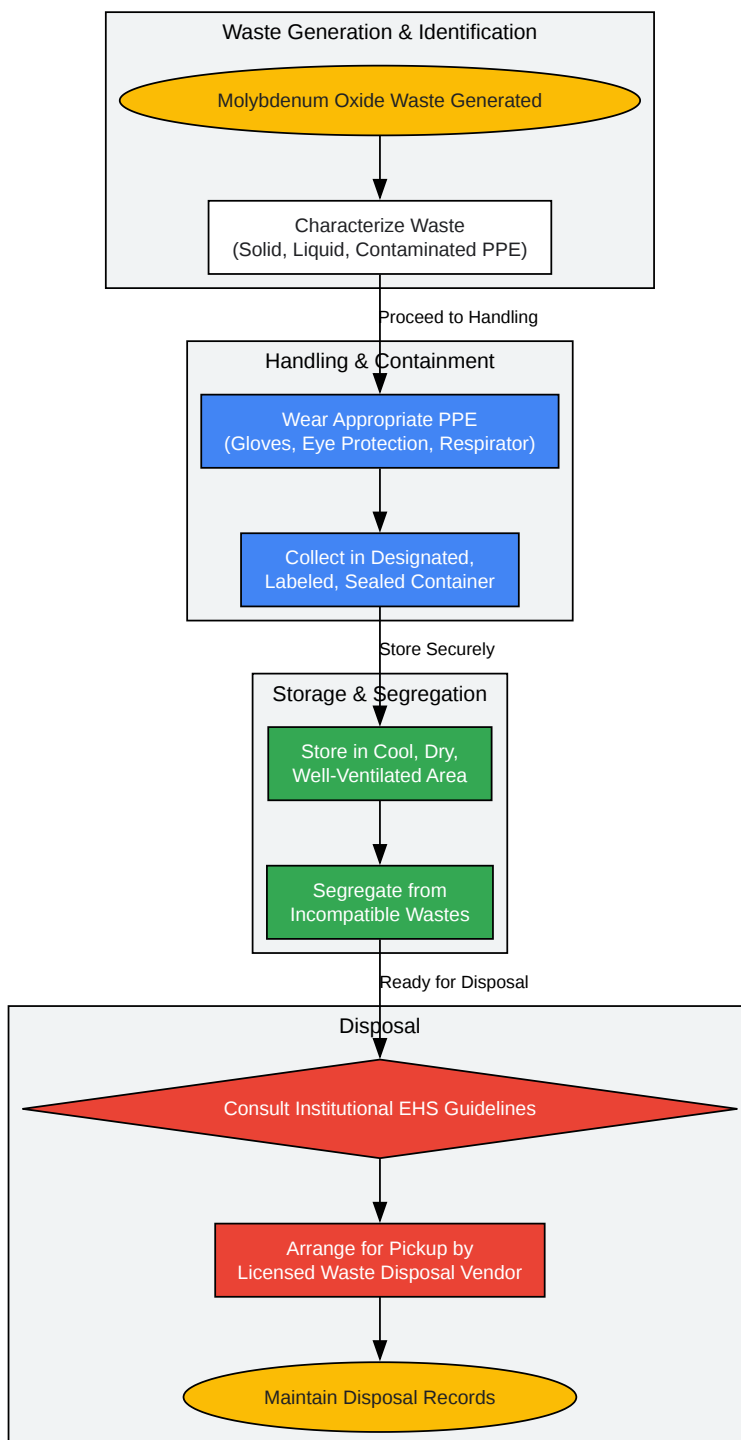 Waste Generation & Identification
Molybdenum Oxide Waste Generated
Characterize Waste
(Solid, Liquid, Contaminated PPE)
Proceed to Handling
Handling & Containment
Wear Appropriate PPE
(Gloves, Eye Protection, Respirator)
Collect in Designated,
Labeled, Sealed Container
Store Securely
Storage & Segregation
Store in Cool, Dry,
Well-Ventilated Area
Segregate from
Incompatible Wastes
Ready for Disposal
Disposal
Consult Institutional EHS Guidelines
Arrange for Pickup by
Licensed Waste Disposal Vendor
Maintain Disposal Records